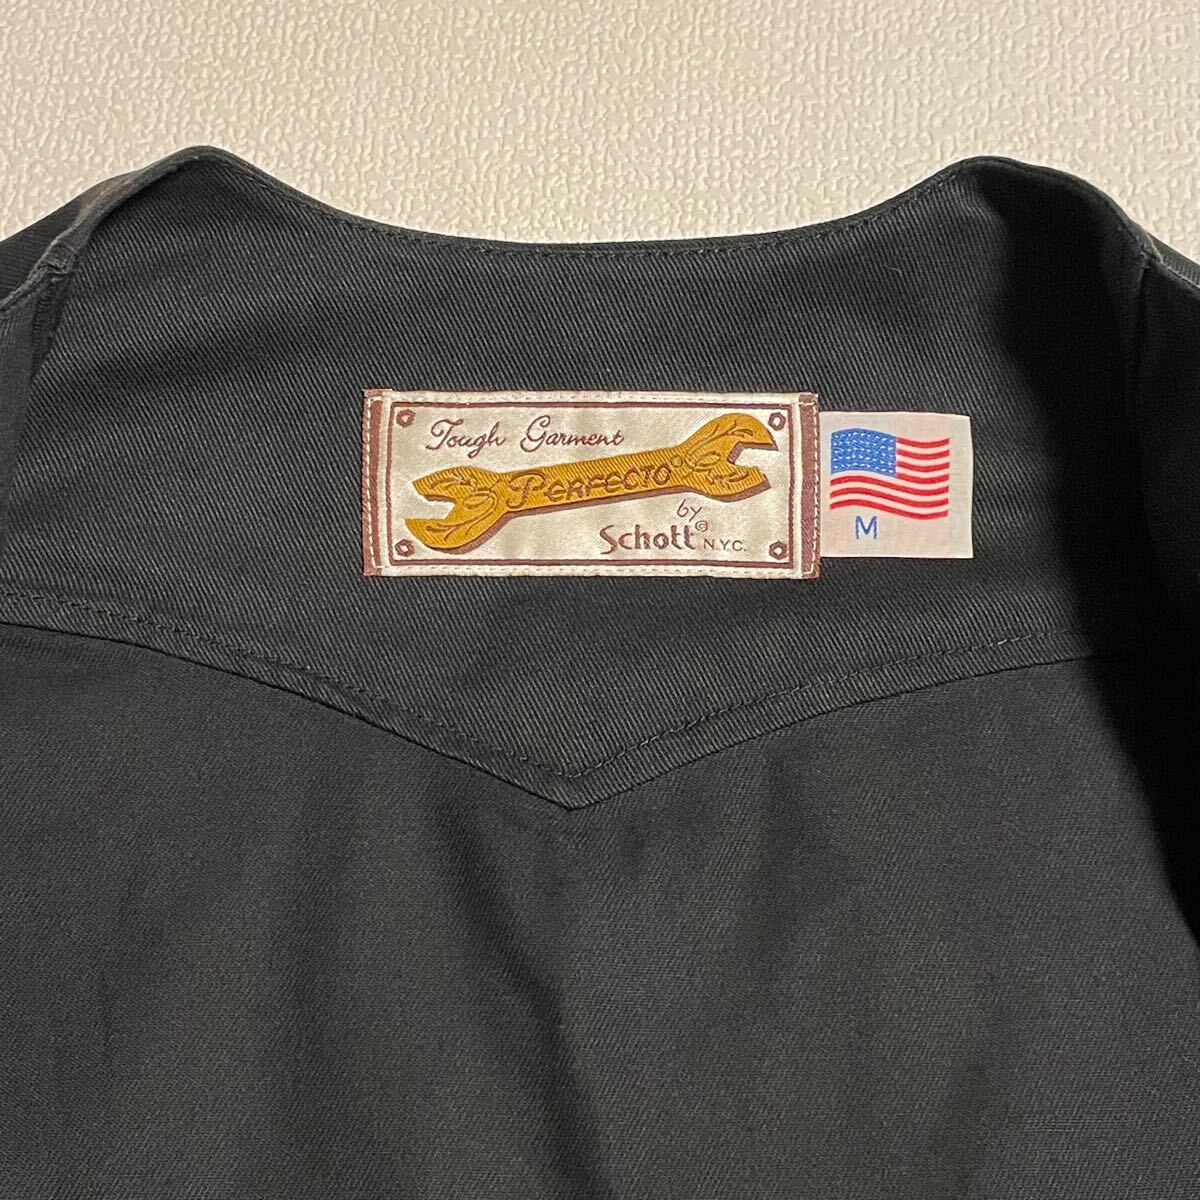 Tough Garment
PERFECTO®
by
Schott© N.Y.C.
M